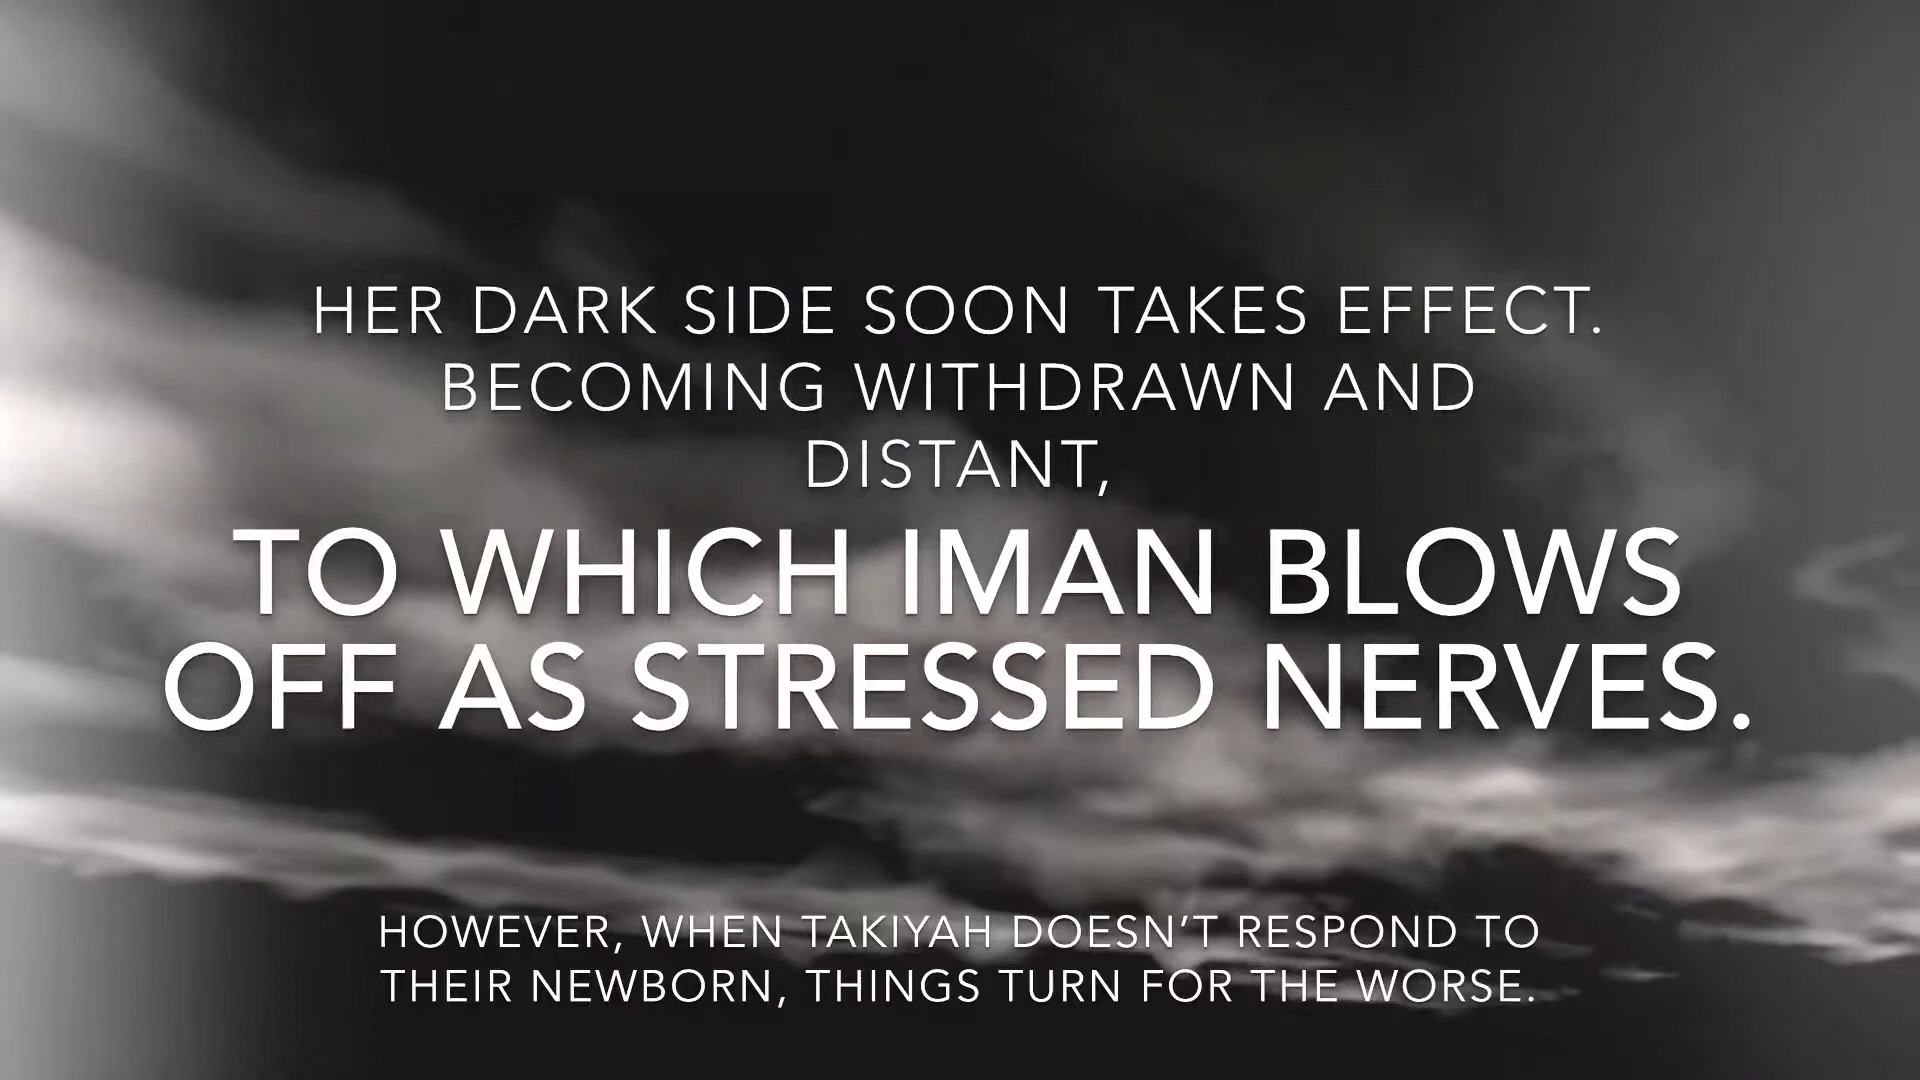 HER DARK SIDE SOON TAKES EFFECT.
BECOMING WITHDRAWN AND
DISTANT,
TO WHICH IMAN BLOWS
OFF AS STRESSED NERVES.
HOWEVER, WHEN TAKIYAH DOESN’T RESPOND TO
THEIR NEWBORN, THINGS TURN FOR THE WORSE.